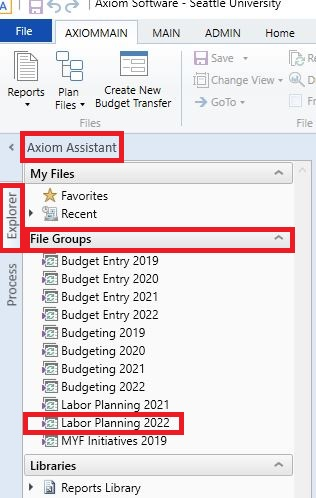 A
Axiom Software - Seattle University
File
AXIOMMAIN
MAIN
ADMIN
HOME
Reports
Plan
Files
Create New
Budget Transfer
Save
Change View
GoTo
Files
File
Axiom Assistant
Explorer
Process
My Files
Favorites
Recent
File Groups
Budget Entry 2019
Budget Entry 2020
Budget Entry 2021
Budget Entry 2022
Budgeting 2019
Budgeting 2020
Budgeting 2021
Budgeting 2022
Labor Planning 2021
Labor Planning 2022
MYF Initiatives 2019
Libraries
Reports Library